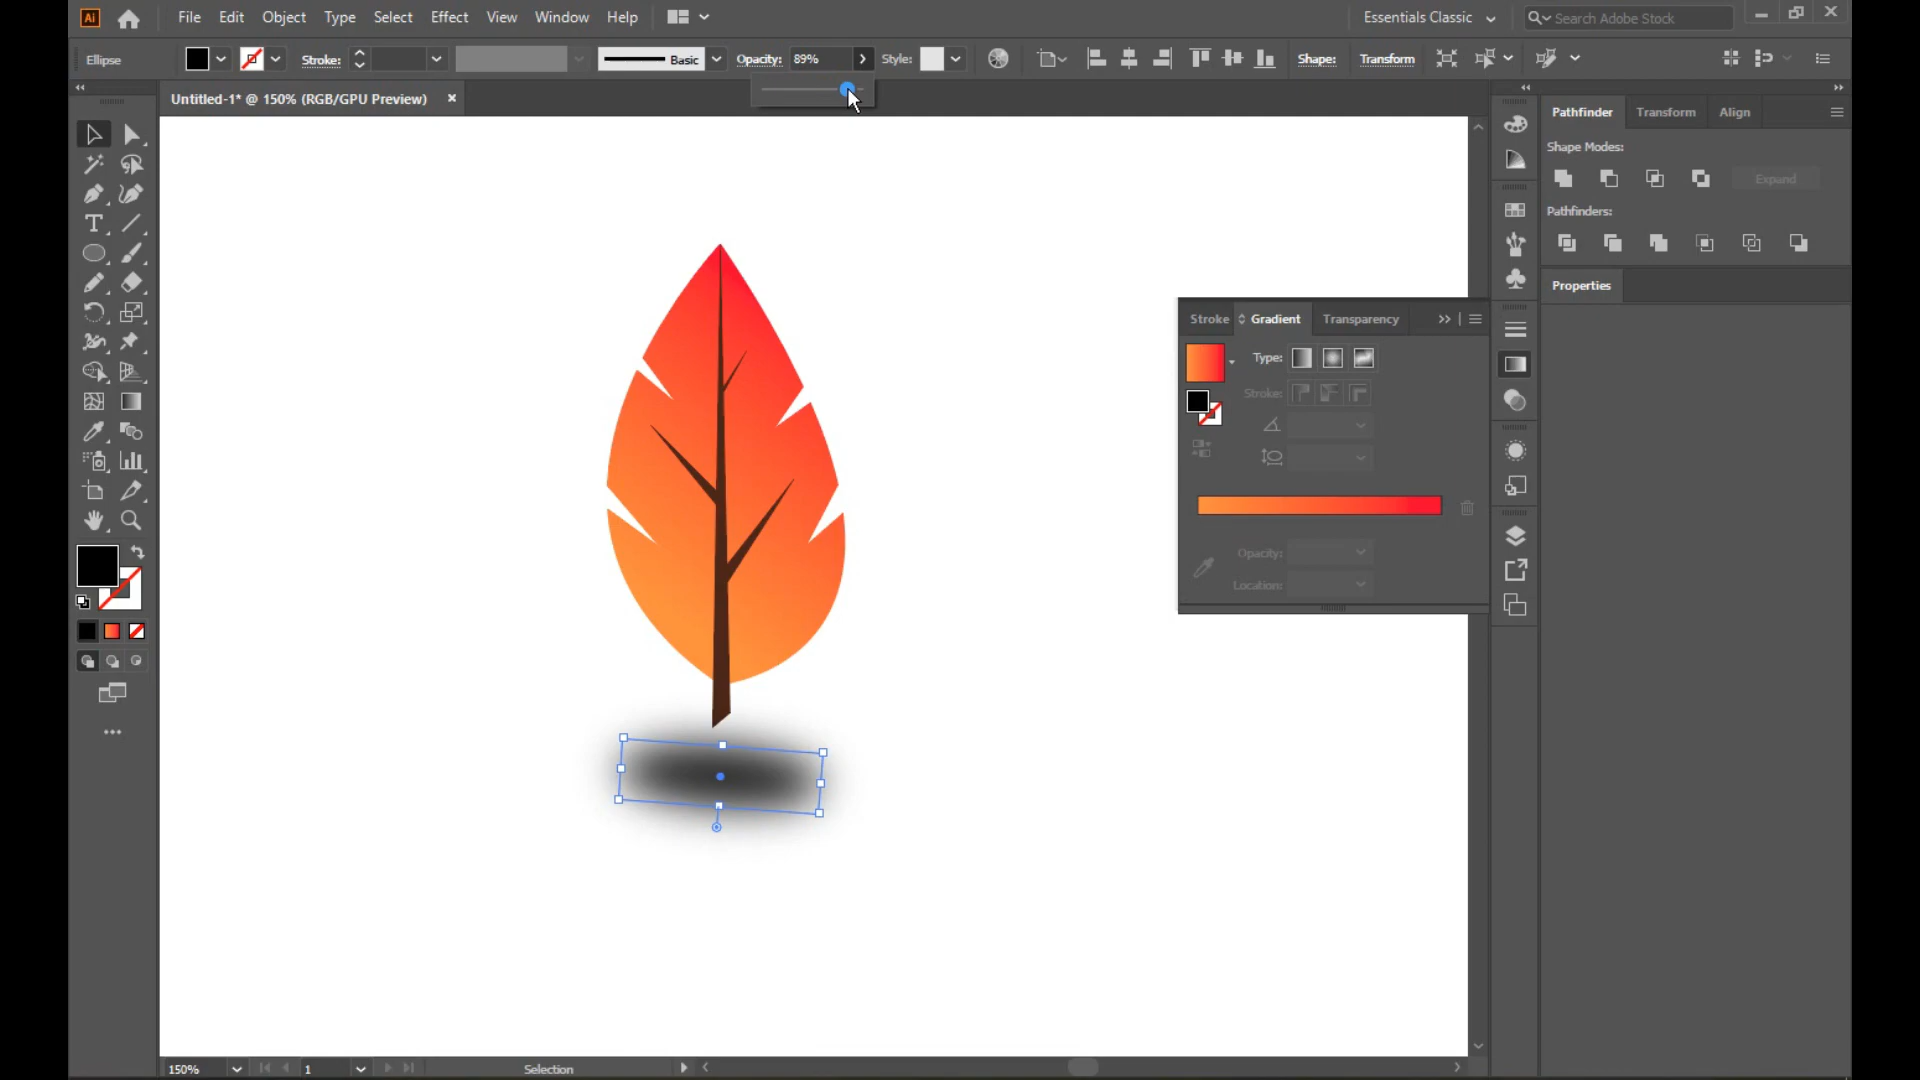 Ai File Edit Object Type Select Effect View Window Help Essentials Classic Search Adobe Stock
Ellipse Stroke: Basic Opacity: 89% Style: Shape: Transform
Untitled-1* @ 150% (RGB/GPU Preview)
Pathfinder Transform Align
Shape Modes:
Expand
Pathfinders:
Properties
Stroke Gradient Transparency
Type:
Stroke:
Opacity:
Location:
150% 1 Selection